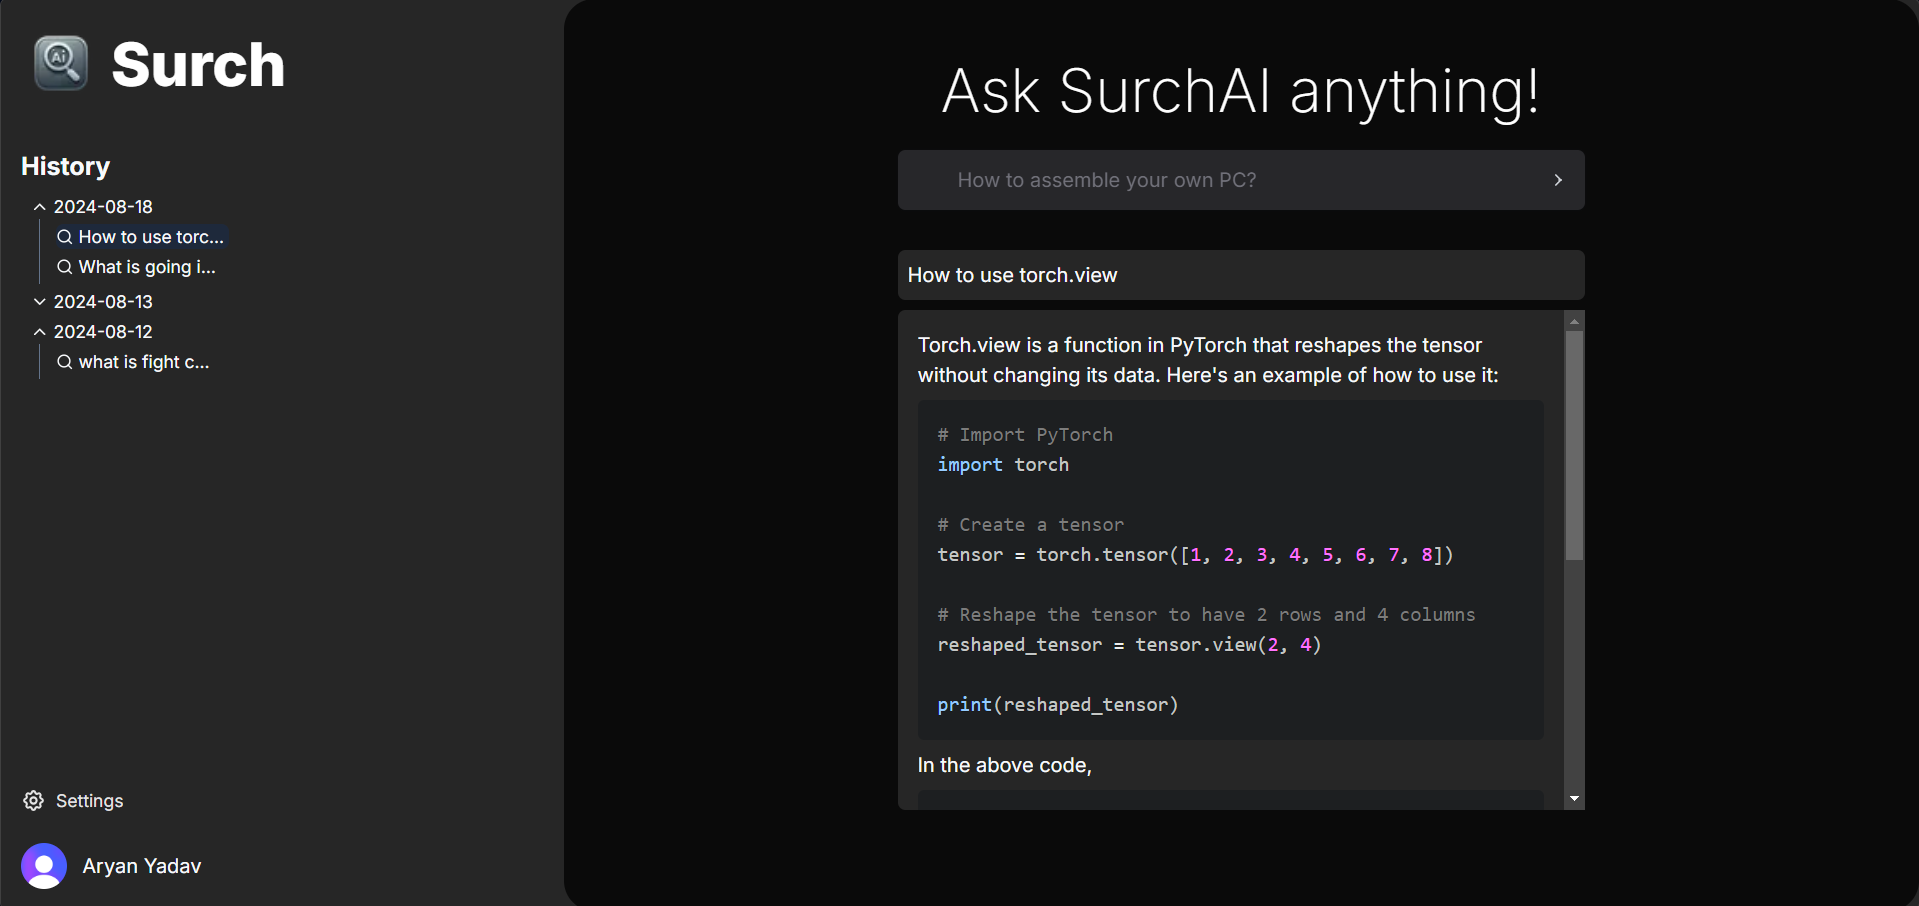 Ai
Surch
History
2024-08-18
How to use torc...
What is going i...
2024-08-13
2024-08-12
what is fight c...
Settings
Aryan Yadav
Ask SurchAI anything!
How to assemble your own PC?
How to use torch.view
Torch.view is a function in PyTorch that reshapes the tensor
without changing its data. Here's an example of how to use it:
# Import PyTorch
import torch
# Create a tensor
tensor = torch.tensor([1, 2, 3, 4, 5, 6, 7, 8])
# Reshape the tensor to have 2 rows and 4 columns
reshaped_tensor = tensor.view(2, 4)
print(reshaped_tensor)
In the above code,